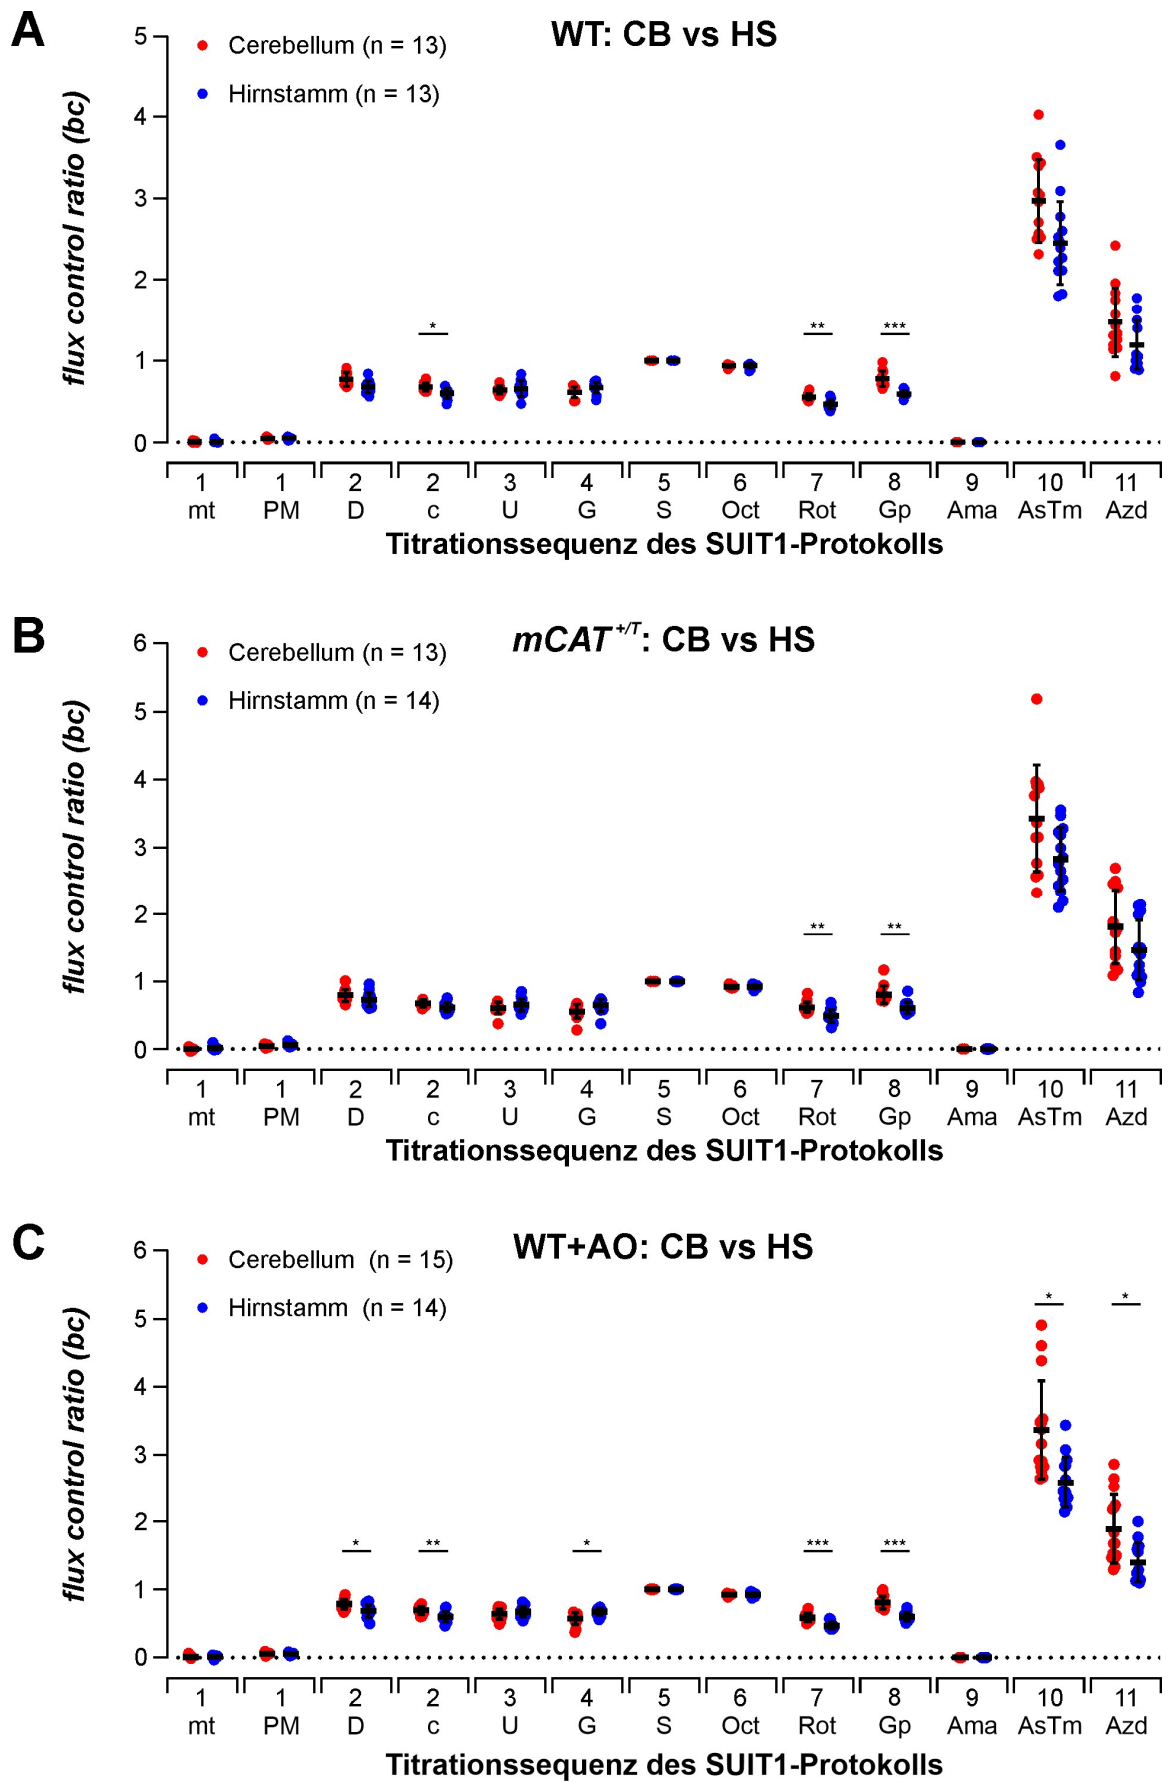 A
WT: CB vs HS
Cerebellum (n = 13)
Hirnstamm (n = 13)
flux control ratio (bc)
5
4
3
2
1
0
* ** ***
1 1 2 2 3 4 5 6 7 8 9 10 11
mt PM D c U G S Oct Rot Gp Ama AsTm Azd
Titrationssequenz des SUIT1-Protokolls
B
mCAT+/T: CB vs HS
Cerebellum (n = 13)
Hirnstamm (n = 14)
flux control ratio (bc)
6
5
4
3
2
1
0
** **
1 1 2 2 3 4 5 6 7 8 9 10 11
mt PM D c U G S Oct Rot Gp Ama AsTm Azd
Titrationssequenz des SUIT1-Protokolls
C
WT+AO: CB vs HS
Cerebellum (n = 15)
Hirnstamm (n = 14)
flux control ratio (bc)
6
5
4
3
2
1
0
* *
* ** * *** ***
1 1 2 2 3 4 5 6 7 8 9 10 11
mt PM D c U G S Oct Rot Gp Ama AsTm Azd
Titrationssequenz des SUIT1-Protokolls